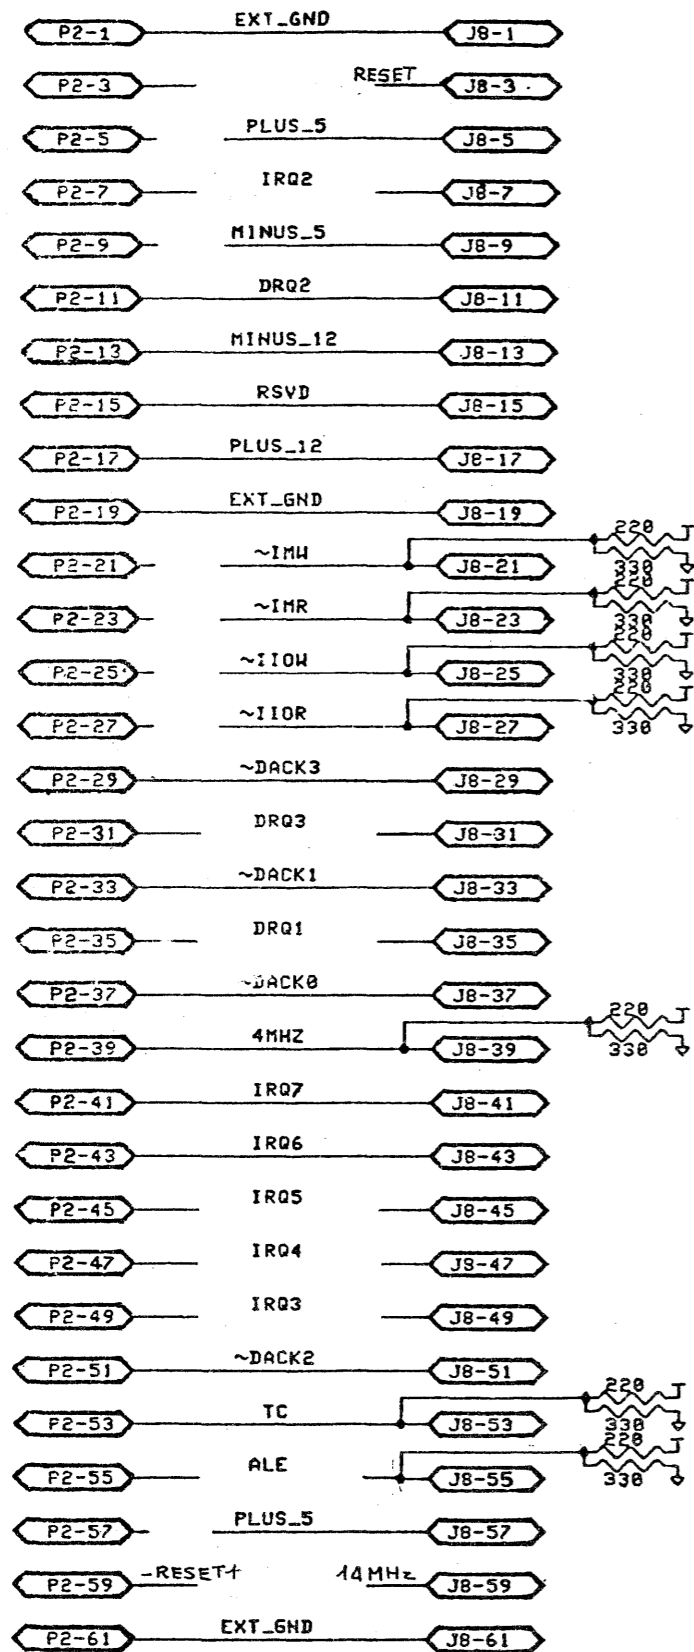 EXT_GND
P2-1 J8-1
RESET
P2-3 J8-3
PLUS_5
P2-5 J8-5
IRQ2
P2-7 J8-7
MINUS_5
P2-9 J8-9
DRQ2
P2-11 J8-11
MINUS_12
P2-13 J8-13
RSVD
P2-15 J8-15
PLUS_12
P2-17 J8-17
EXT_GND
P2-19 J8-19
220
~IMW
P2-21 J8-21
330
220
~IMR
P2-23 J8-23
330
220
~IIOW
P2-25 J8-25
330
220
~IIOR
P2-27 J8-27
330
~DACK3
P2-29 J8-29
DRQ3
P2-31 J8-31
~DACK1
P2-33 J8-33
DRQ1
P2-35 J8-35
~DACK0
P2-37 J8-37
220
4MHZ
P2-39 J8-39
330
IRQ7
P2-41 J8-41
IRQ6
P2-43 J8-43
IRQ5
P2-45 J8-45
IRQ4
P2-47 J8-47
IRQ3
P2-49 J8-49
~DACK2
P2-51 J8-51
220
TC
P2-53 J8-53
330
220
ALE
P2-55 J8-55
330
PLUS_5
P2-57 J8-57
-RESET+ 14MHz
P2-59 J8-59
EXT_GND
P2-61 J8-61